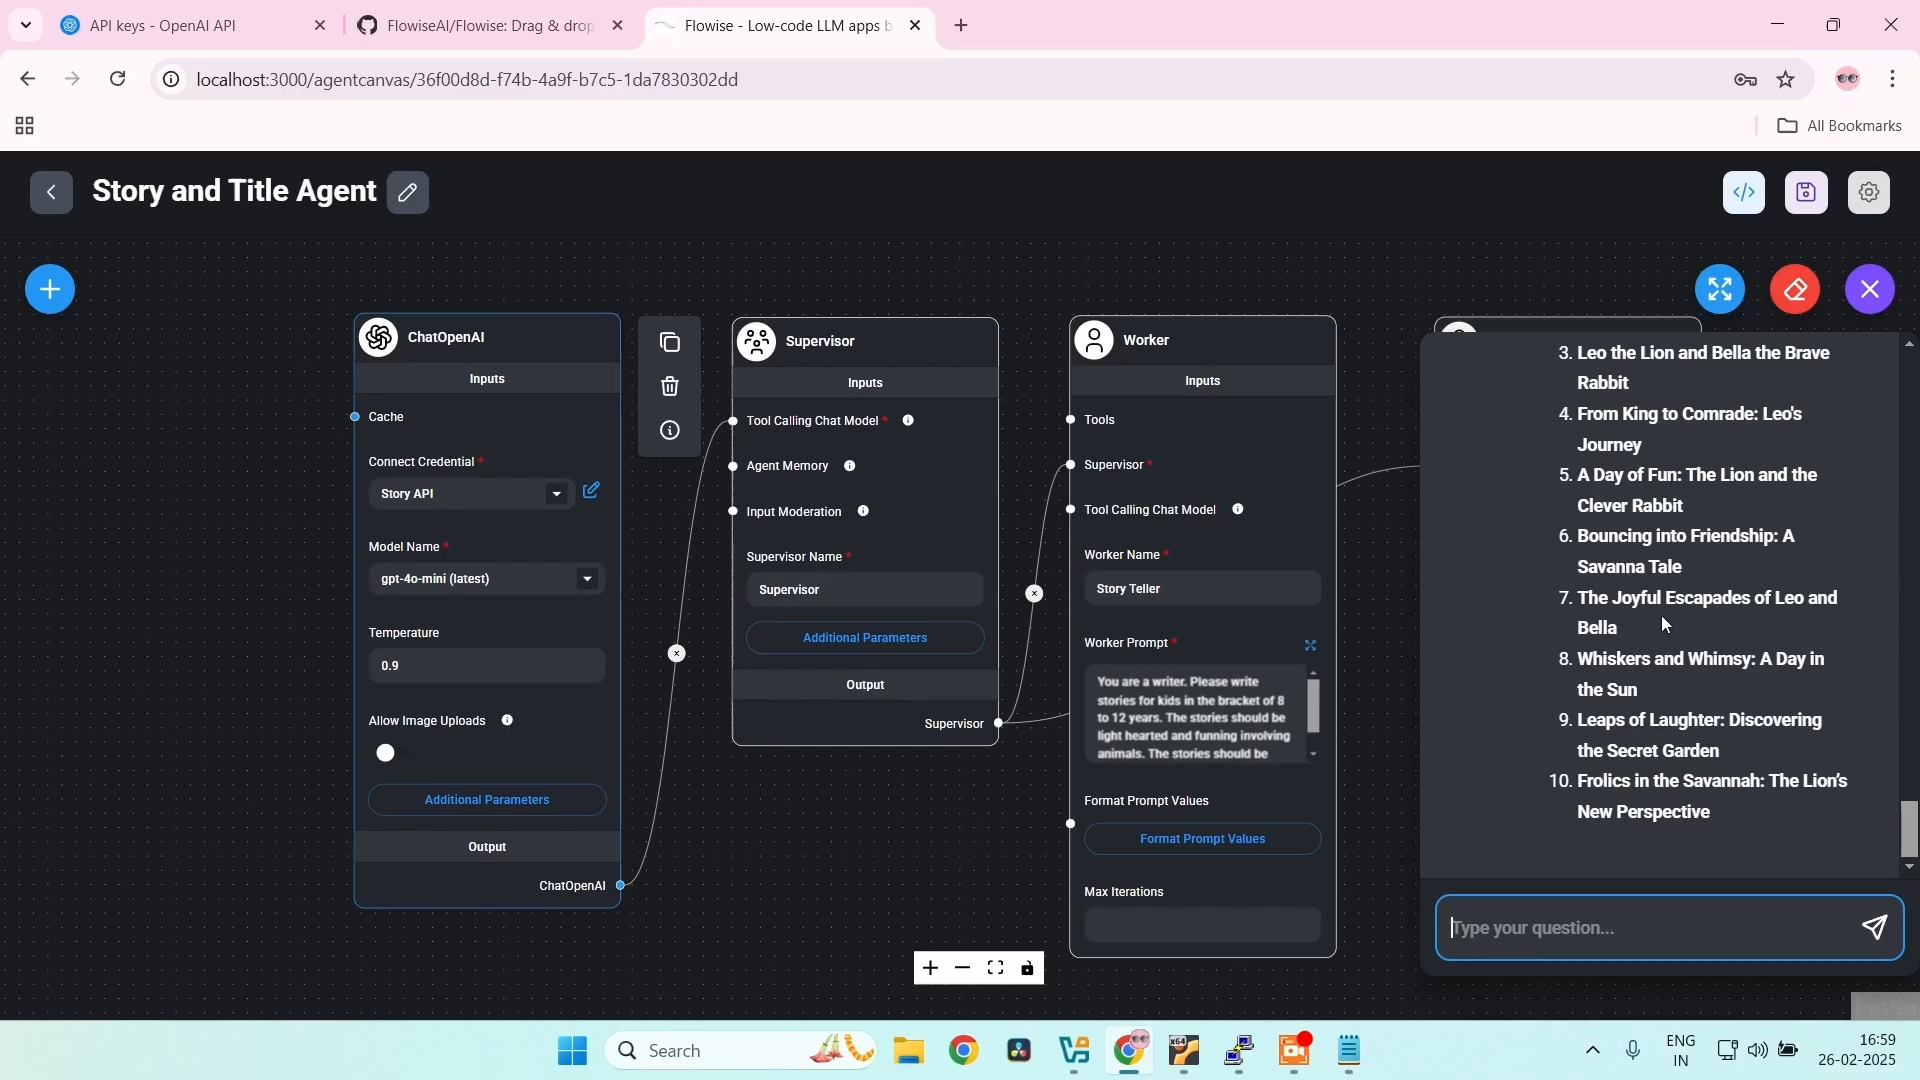 API keys - OpenAI API
FlowiseAI/Flowise: Drag & drop
Flowise - Low-code LLM apps b
localhost:3000/agentcanvas/36f00d8d-f74b-4a9f-b7c5-1da7830302dd
All Bookmarks
Story and Title Agent
ChatOpenAI
Inputs
Cache
Connect Credential *
Story API
Model Name *
gpt-4o-mini (latest)
Temperature
0.9
Allow Image Uploads
Additional Parameters
Output
ChatOpenAI
Supervisor
Inputs
Tool Calling Chat Model *
Agent Memory
Input Moderation
Supervisor Name *
Supervisor
Additional Parameters
Output
Supervisor
Worker
Inputs
Tools
Supervisor *
Tool Calling Chat Model
Worker Name *
Story Teller
Worker Prompt *
You are a writer. Please write
stories for kids in the bracket of 8
to 12 years. The stories should be
light hearted and funning involving
animals. The stories should be
Format Prompt Values
Format Prompt Values
Max Iterations
3. Leo the Lion and Bella the Brave
Rabbit
4. From King to Comrade: Leo's
Journey
5. A Day of Fun: The Lion and the
Clever Rabbit
6. Bouncing into Friendship: A
Savanna Tale
7. The Joyful Escapades of Leo and
Bella
8. Whiskers and Whimsy: A Day in
the Sun
9. Leaps of Laughter: Discovering
the Secret Garden
10. Frolics in the Savannah: The Lion's
New Perspective
Type your question...
Search
ENG
IN
16:59
26-02-2025